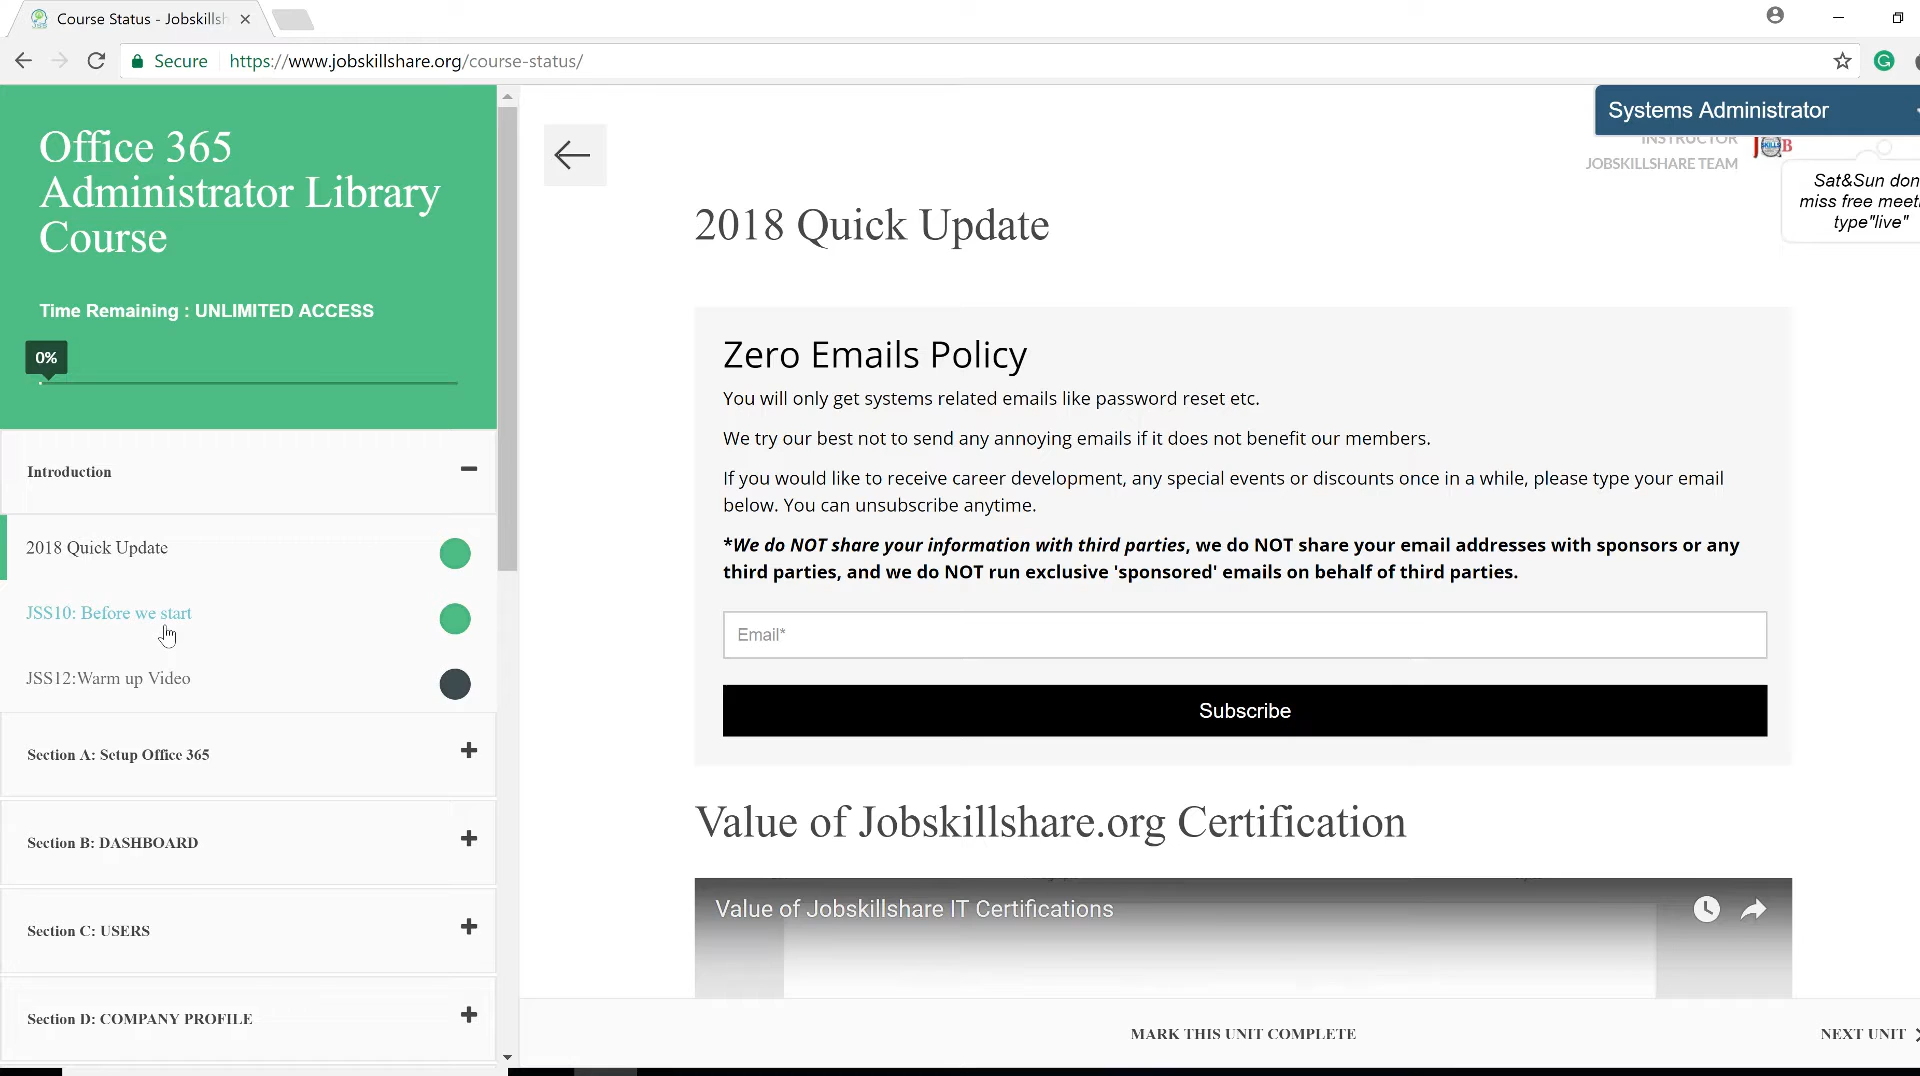 Course Status - Jobskillsh
Secure https://www.jobskillshare.org/course-status/
Office 365
Administrator Library
Course
Time Remaining : UNLIMITED ACCESS
0%
Introduction
2018 Quick Update
JSS10: Before we start
JSS12:Warm up Video
Section A: Setup Office 365
Section B: DASHBOARD
Section C: USERS
Section D: COMPANY PROFILE
Systems Administrator
INSTRUCTOR
JOBSKILLSHARE TEAM
Sat&Sun don
miss free meeti
type"live"
2018 Quick Update
Zero Emails Policy
You will only get systems related emails like password reset etc.
We try our best not to send any annoying emails if it does not benefit our members.
If you would like to receive career development, any special events or discounts once in a while, please type your email
below. You can unsubscribe anytime.
*We do NOT share your information with third parties, we do NOT share your email addresses with sponsors or any
third parties, and we do NOT run exclusive 'sponsored' emails on behalf of third parties.
Email*
Subscribe
Value of Jobskillshare.org Certification
Value of Jobskillshare IT Certifications
MARK THIS UNIT COMPLETE
NEXT UNIT